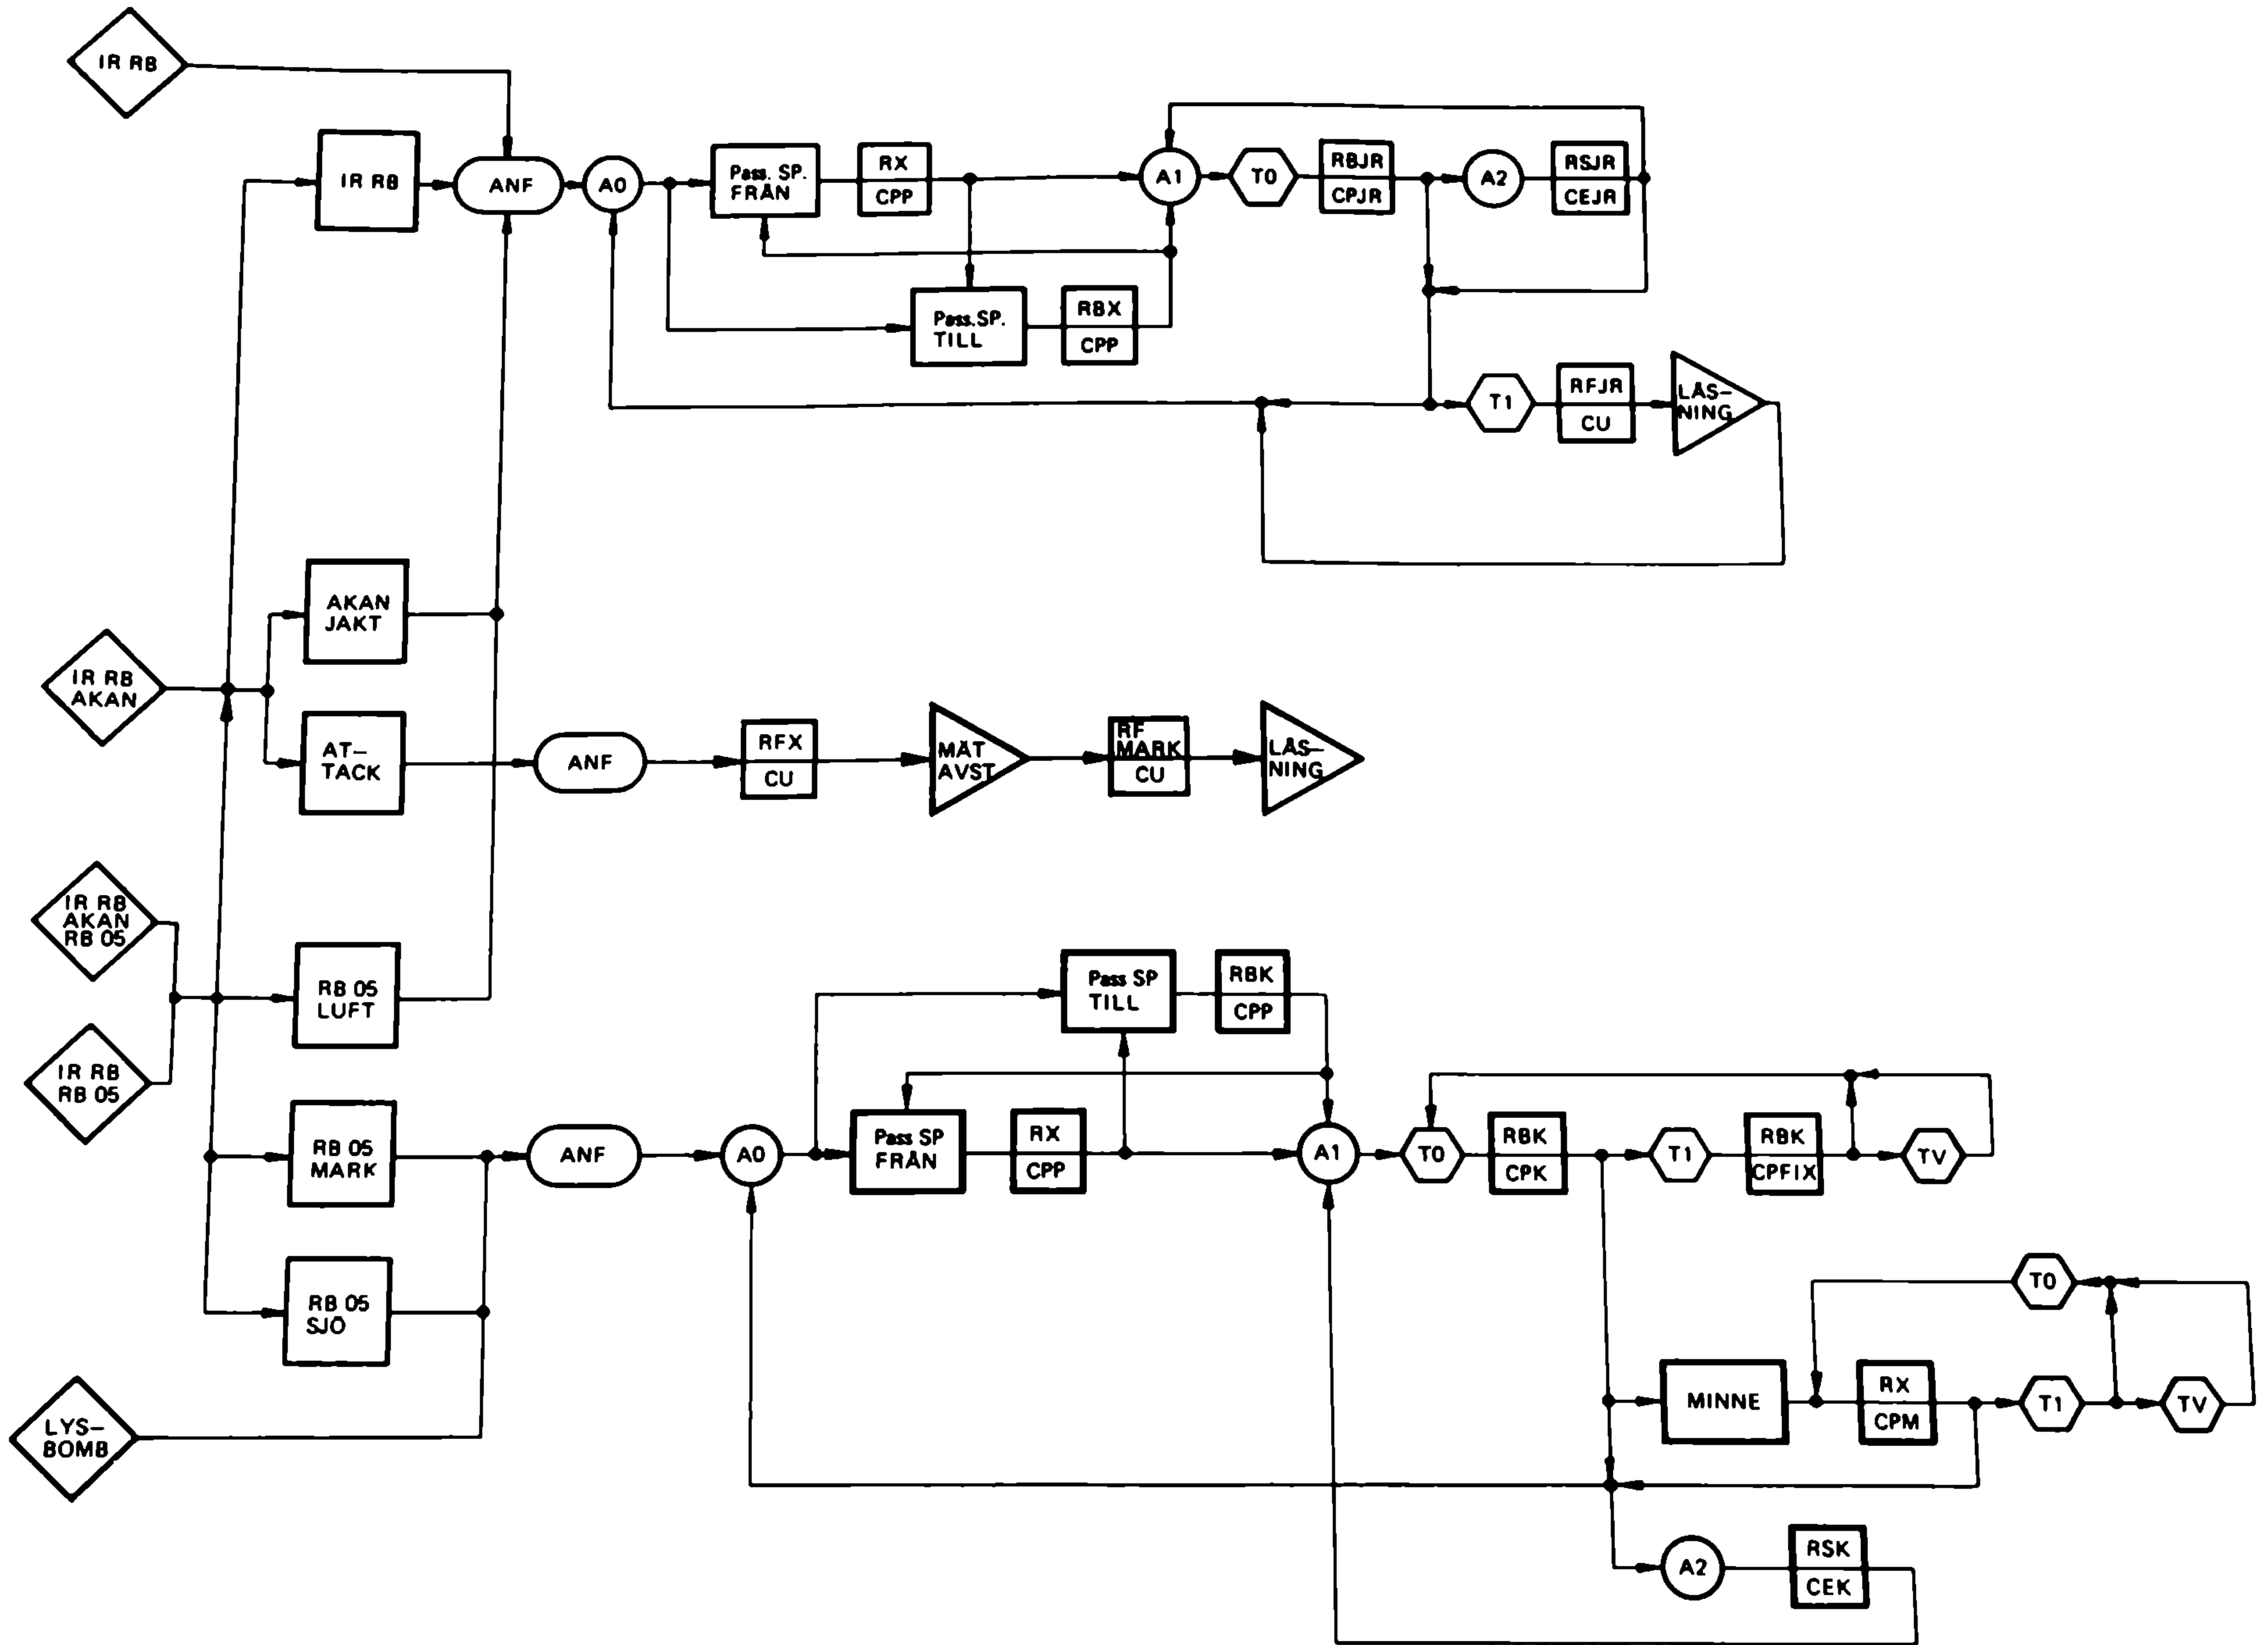 IR RB
IR RB
ANF
A0
Pass. SP.
FRÅN
RX
CPP
A1
T0
RBJR
CPJR
A2
RSJR
CEJR
Pass.SP.
TILL
RBX
CPP
T1
RFJR
CU
LÅS–
NING
AKAN
JAKT
IR RB
AKAN
AT–
TACK
ANF
RFX
CU
MÄT
AVST
RF
MARK
CU
LÅS–
NING
IR RB
AKAN
RB 05
RB 05
LUFT
IR RB
RB 05
Pass SP
TILL
RBK
CPP
RB 05
MARK
ANF
A0
Pass SP
FRÅN
RX
CPP
A1
T0
RBK
CPK
T1
RBK
CPFIX
TV
RB 05
SJÖ
T0
LYS–
BOMB
MINNE
RX
CPM
T1
TV
A2
RSK
CEK